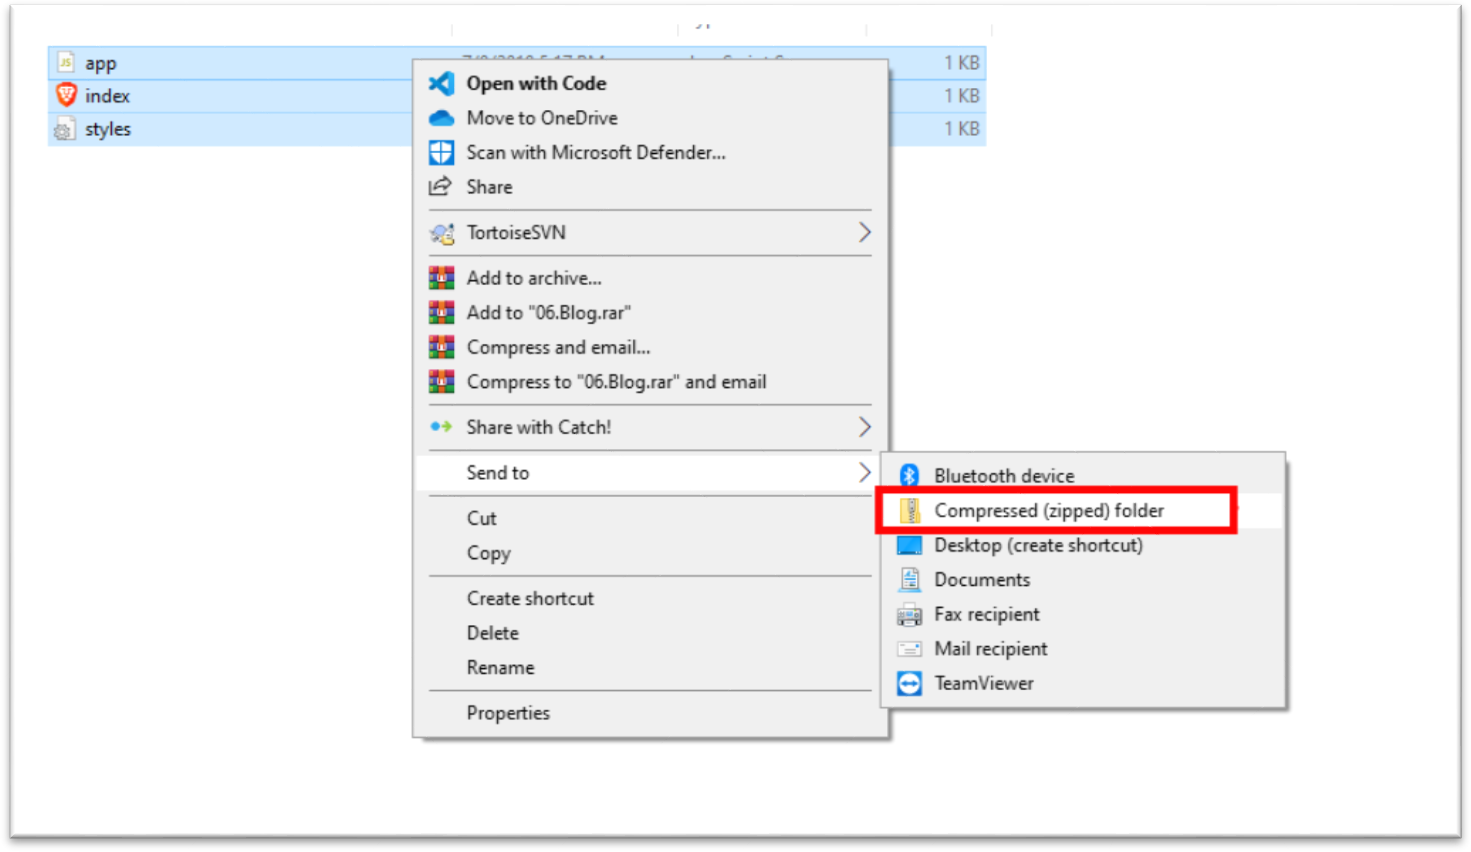 app 1 KB
index 1 KB
styles 1 KB
Open with Code
Move to OneDrive
Scan with Microsoft Defender...
Share
TortoiseSVN
Add to archive...
Add to "06.Blog.rar"
Compress and email...
Compress to "06.Blog.rar" and email
Share with Catch!
Send to
Cut
Copy
Create shortcut
Delete
Rename
Properties
Bluetooth device
Compressed (zipped) folder
Desktop (create shortcut)
Documents
Fax recipient
Mail recipient
TeamViewer